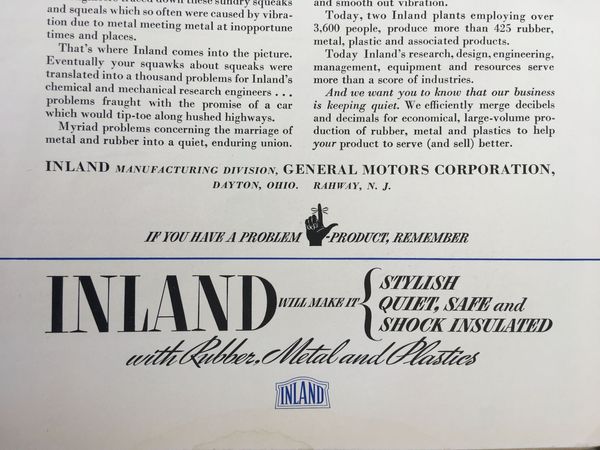 and squeals which so often were caused by vibra-
tion due to metal meeting metal at inopportune
times and places.
That's where Inland comes into the picture.
Eventually your squawks about squeaks were
translated into a thousand problems for Inland's
chemical and mechanical research engineers . . .
problems fraught with the promise of a car
which would tip-toe along hushed highways.
Myriad problems concerning the marriage of
metal and rubber into a quiet, enduring union.
and smooth out vibration.
Today, two Inland plants employing over
3,600 people, produce more than 425 rubber,
metal, plastic and associated products.
Today Inland's research, design, engineering,
management, equipment and resources serve
more than a score of industries.
And we want you to know that our business
is keeping quiet. We efficiently merge decibels
and decimals for economical, large-volume pro-
duction of rubber, metal and plastics to help
your product to serve (and sell) better.
INLAND MANUFACTURING DIVISION, GENERAL MOTORS CORPORATION,
DAYTON, OHIO. RAHWAY, N. J.
IF YOU HAVE A PROBLEM -PRODUCT, REMEMBER
INLAND WILL MAKE IT { STYLISH
QUIET, SAFE and
SHOCK INSULATED
with Rubber, Metal and Plastics
INLAND